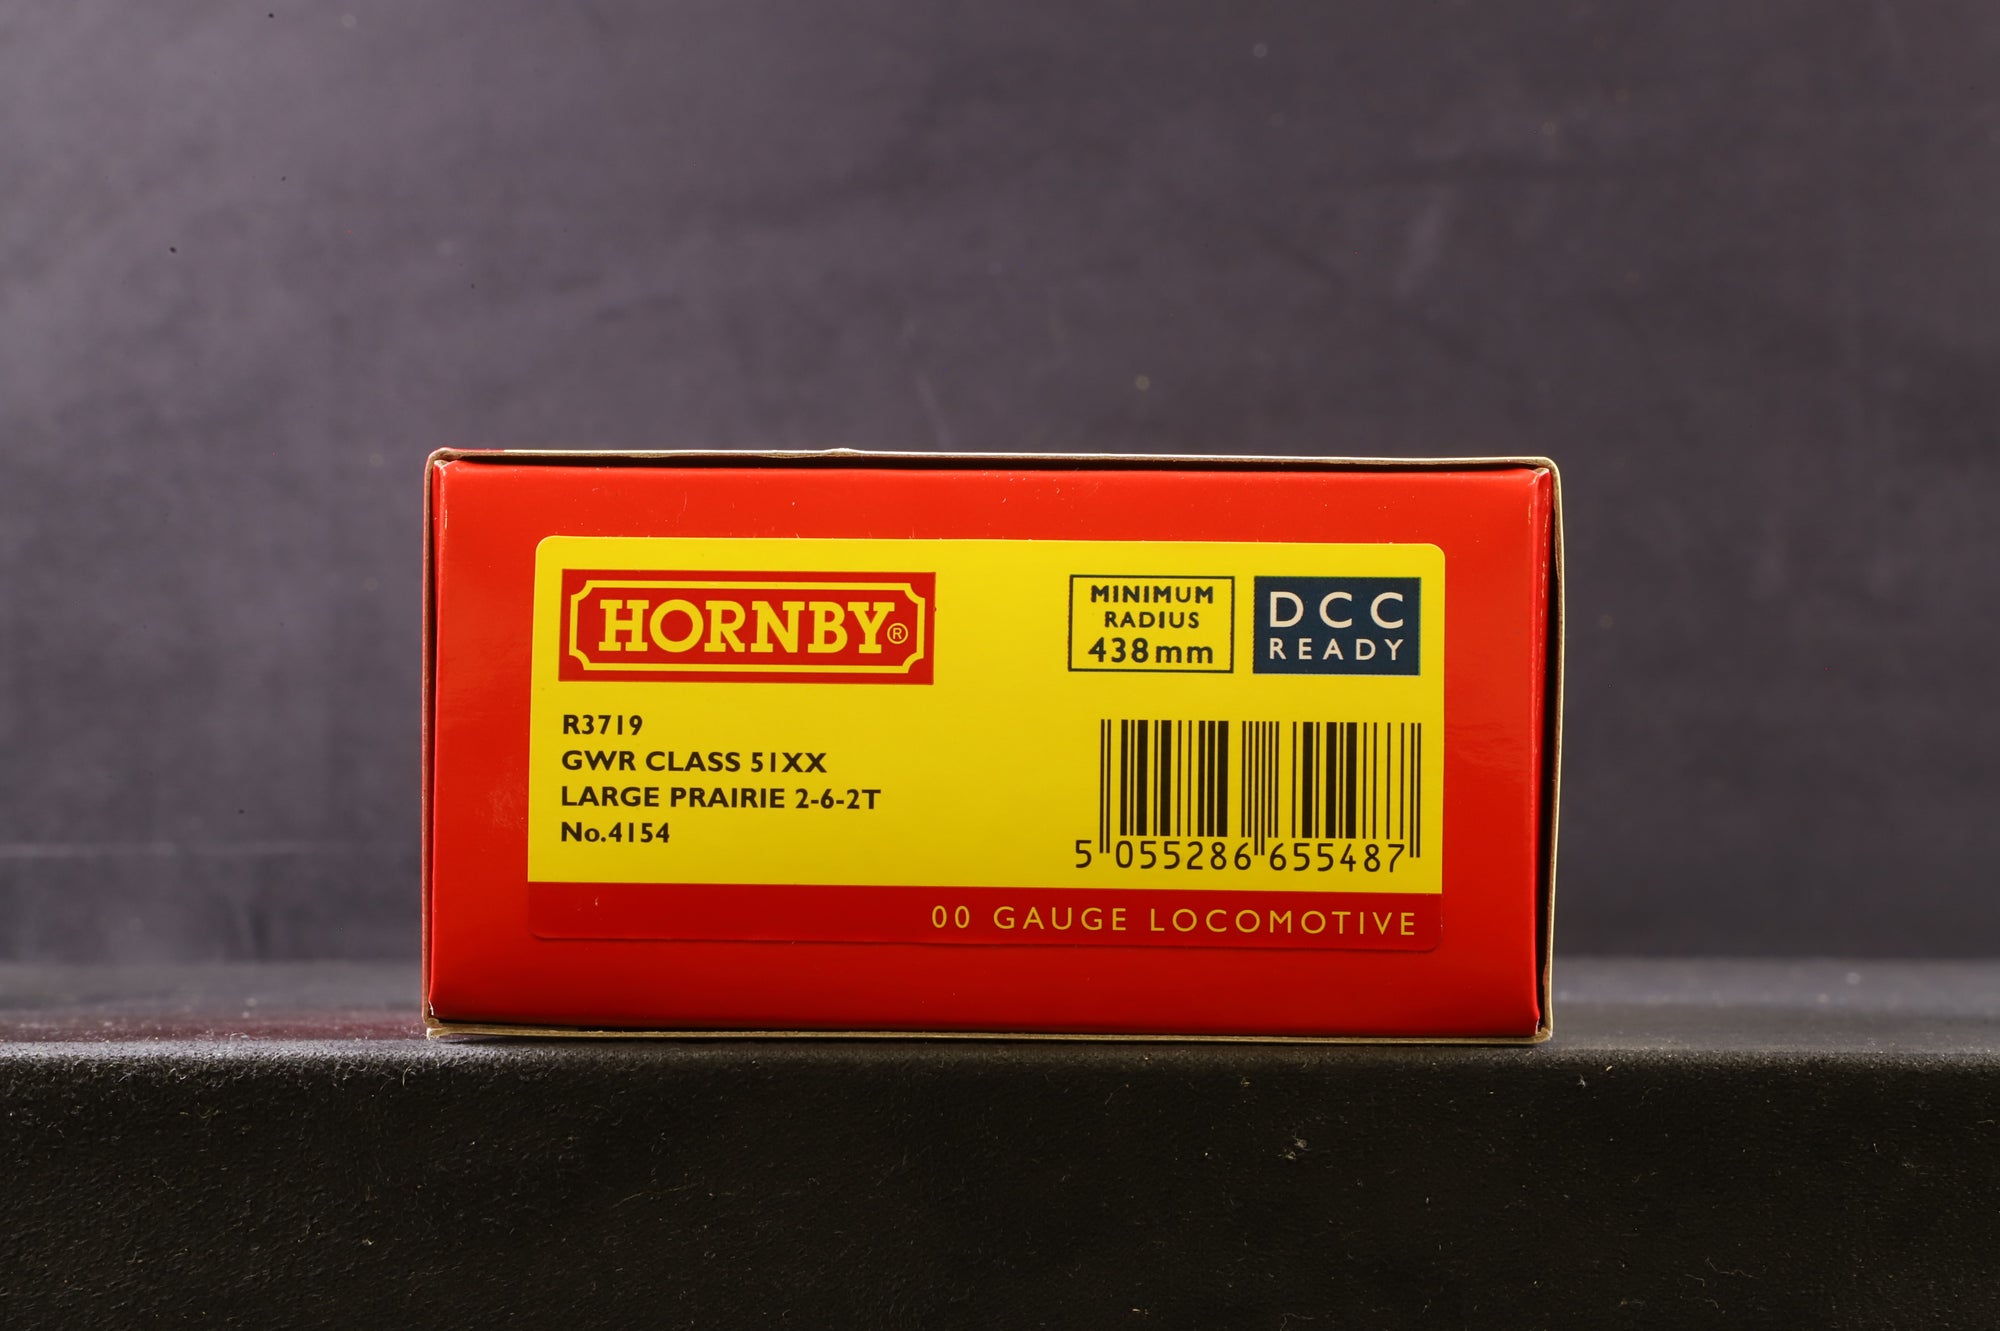 HORNBY®
MINIMUM
RADIUS
438mm
DCC
READY
R3719
GWR CLASS 51XX
LARGE PRAIRIE 2-6-2T
No.4154
5 055286 655487
00 GAUGE LOCOMOTIVE